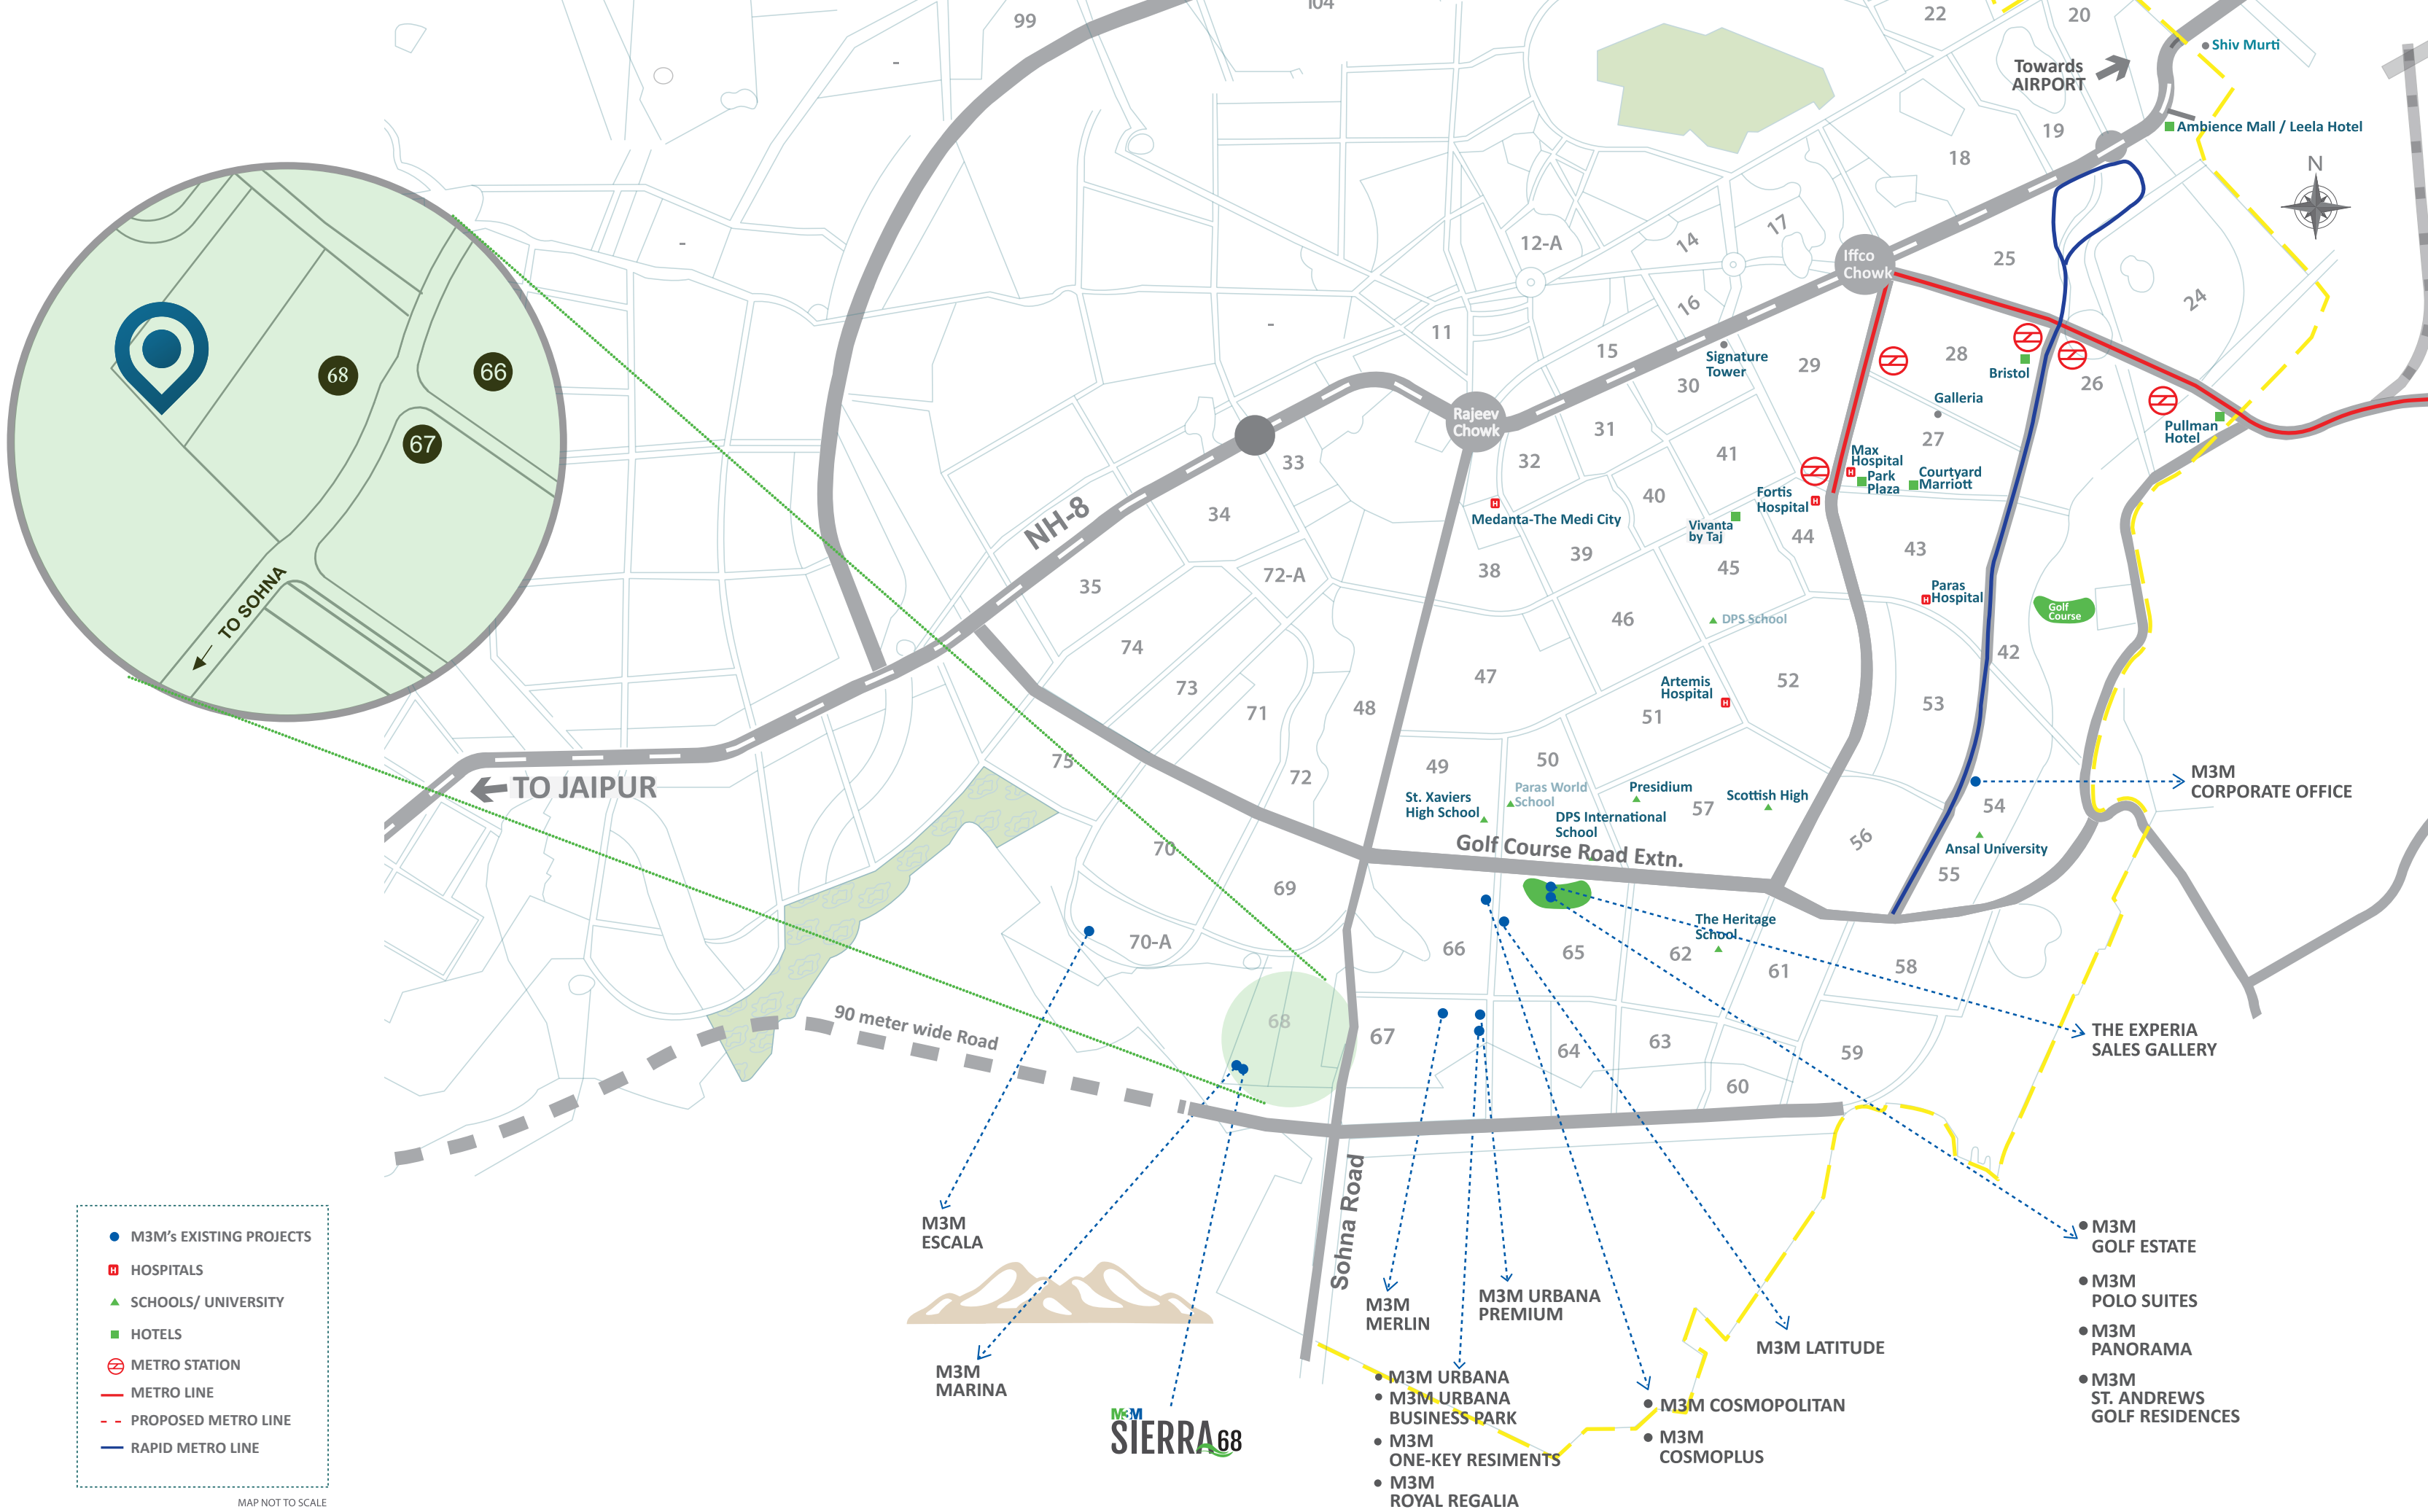 99
104
22
20
Shiv Murti
Towards
AIRPORT
19
Ambience Mall / Leela Hotel
18
N
17
14
12-A
Iffco
Chowk
25
24
16
11
15
Signature
Tower
30
29
28
Bristol
26
Galleria
27
Pullman
Hotel
Rajeev
Chowk
31
32
33
41
40
Max
Hospital
Park
Plaza
Courtyard
Marriott
Fortis
Hospital
Medanta-The Medi City
Vivanta
by Taj
34
NH-8
44
43
39
38
45
72-A
35
Paras
Hospital
Golf
Course
46
DPS School
42
74
73
71
48
47
Artemis
Hospital
52
51
53
68
66
67
TO SOHNA
TO JAIPUR
75
72
49
50
St. Xaviers
High School
Paras World
School
Presidium
DPS International
School
57
Scottish High
Golf Course Road Extn.
56
54
Ansal University
55
M3M
CORPORATE OFFICE
70
69
70-A
66
65
The Heritage
School
62
61
58
68
67
64
63
60
59
90 meter wide Road
THE EXPERIA
SALES GALLERY
Sohna Road
M3M
ESCALA
M3M
MARINA
M3M
SIERRA 68
M3M
MERLIN
M3M URBANA
PREMIUM
M3M LATITUDE
M3M URBANA
M3M URBANA
BUSINESS PARK
M3M
ONE-KEY RESIMENTS
M3M
ROYAL REGALIA
M3M COSMOPOLITAN
M3M
COSMOPLUS
M3M
GOLF ESTATE
M3M
POLO SUITES
M3M
PANORAMA
M3M
ST. ANDREWS
GOLF RESIDENCES
M3M's EXISTING PROJECTS
HOSPITALS
SCHOOLS/ UNIVERSITY
HOTELS
METRO STATION
METRO LINE
PROPOSED METRO LINE
RAPID METRO LINE
MAP NOT TO SCALE